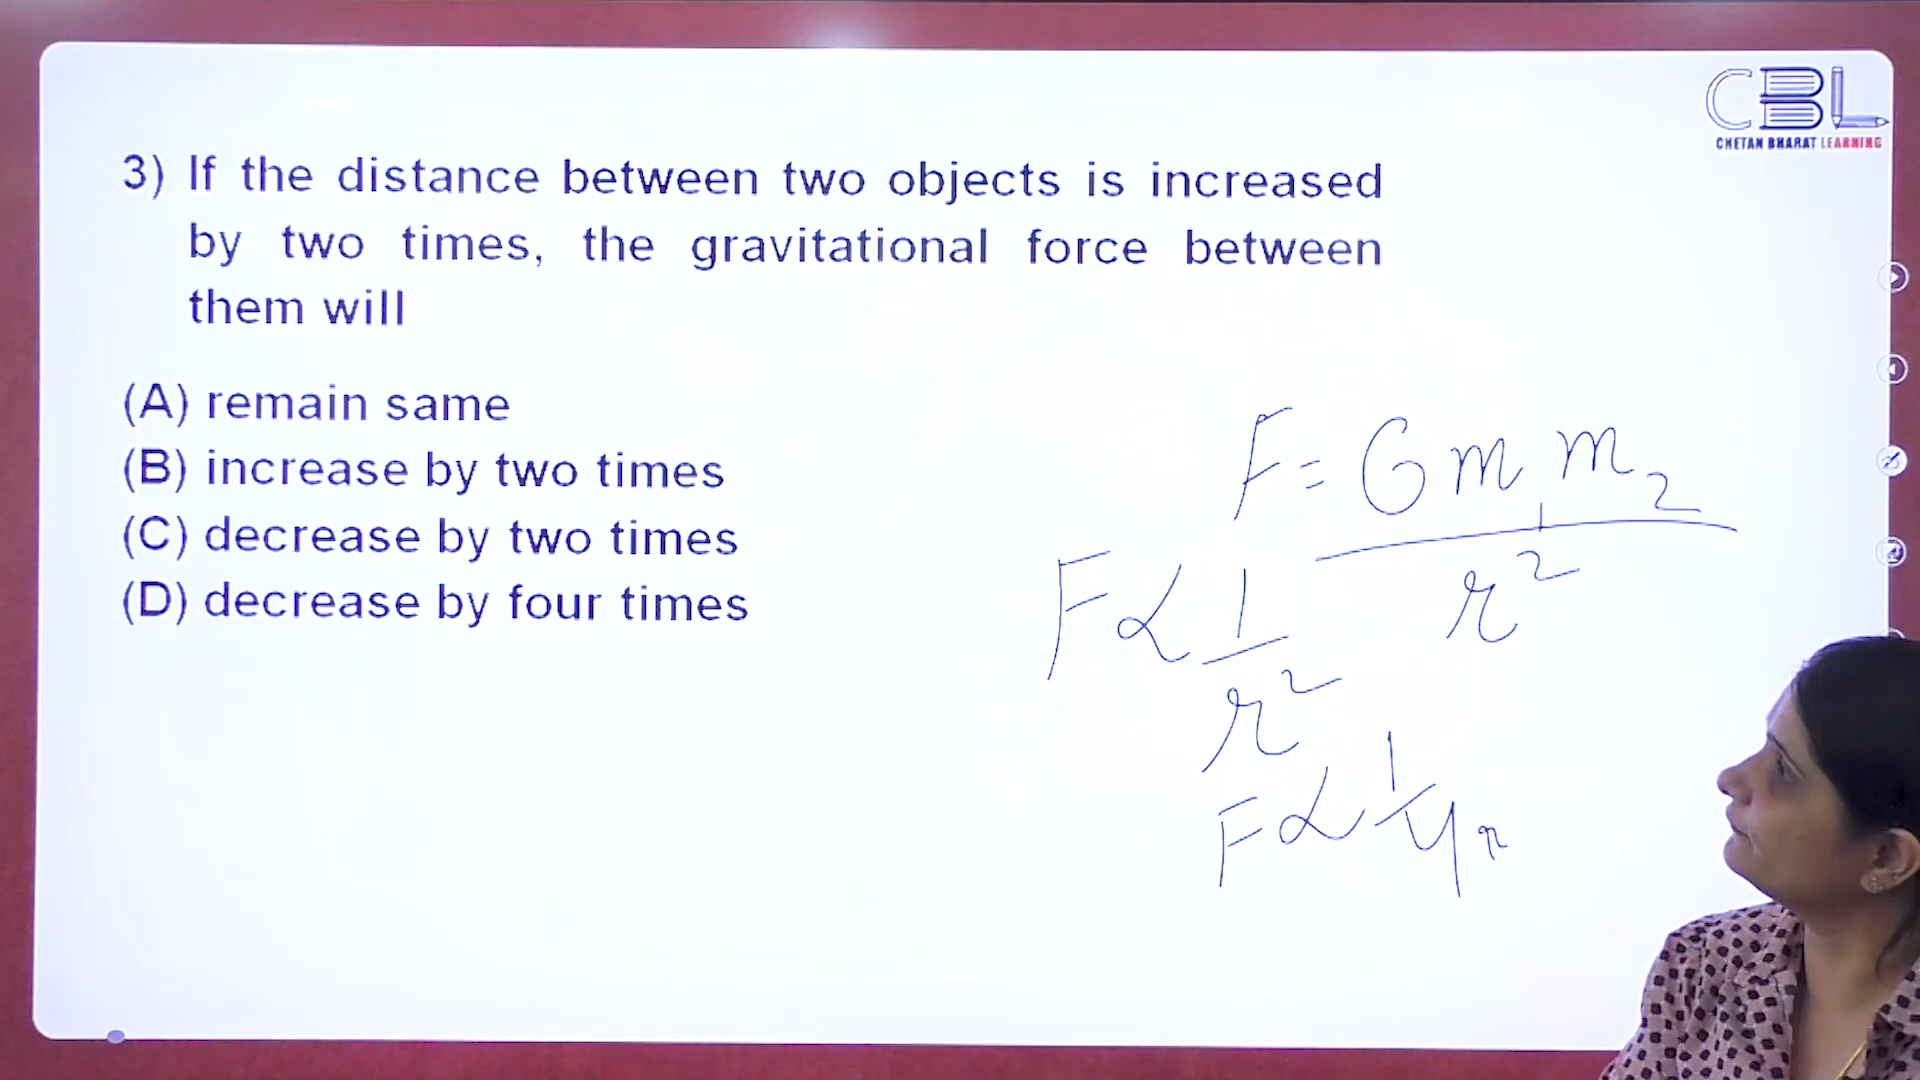 CBL
CHETAN BHARAT LEARNING
3) If the distance between two objects is increased
by two times, the gravitational force between
them will
(A) remain same
(B) increase by two times
(C) decrease by two times
(D) decrease by four times
F = G m₁ m₂
r²
F ∝ 1
r²
F ∝ 1/4r